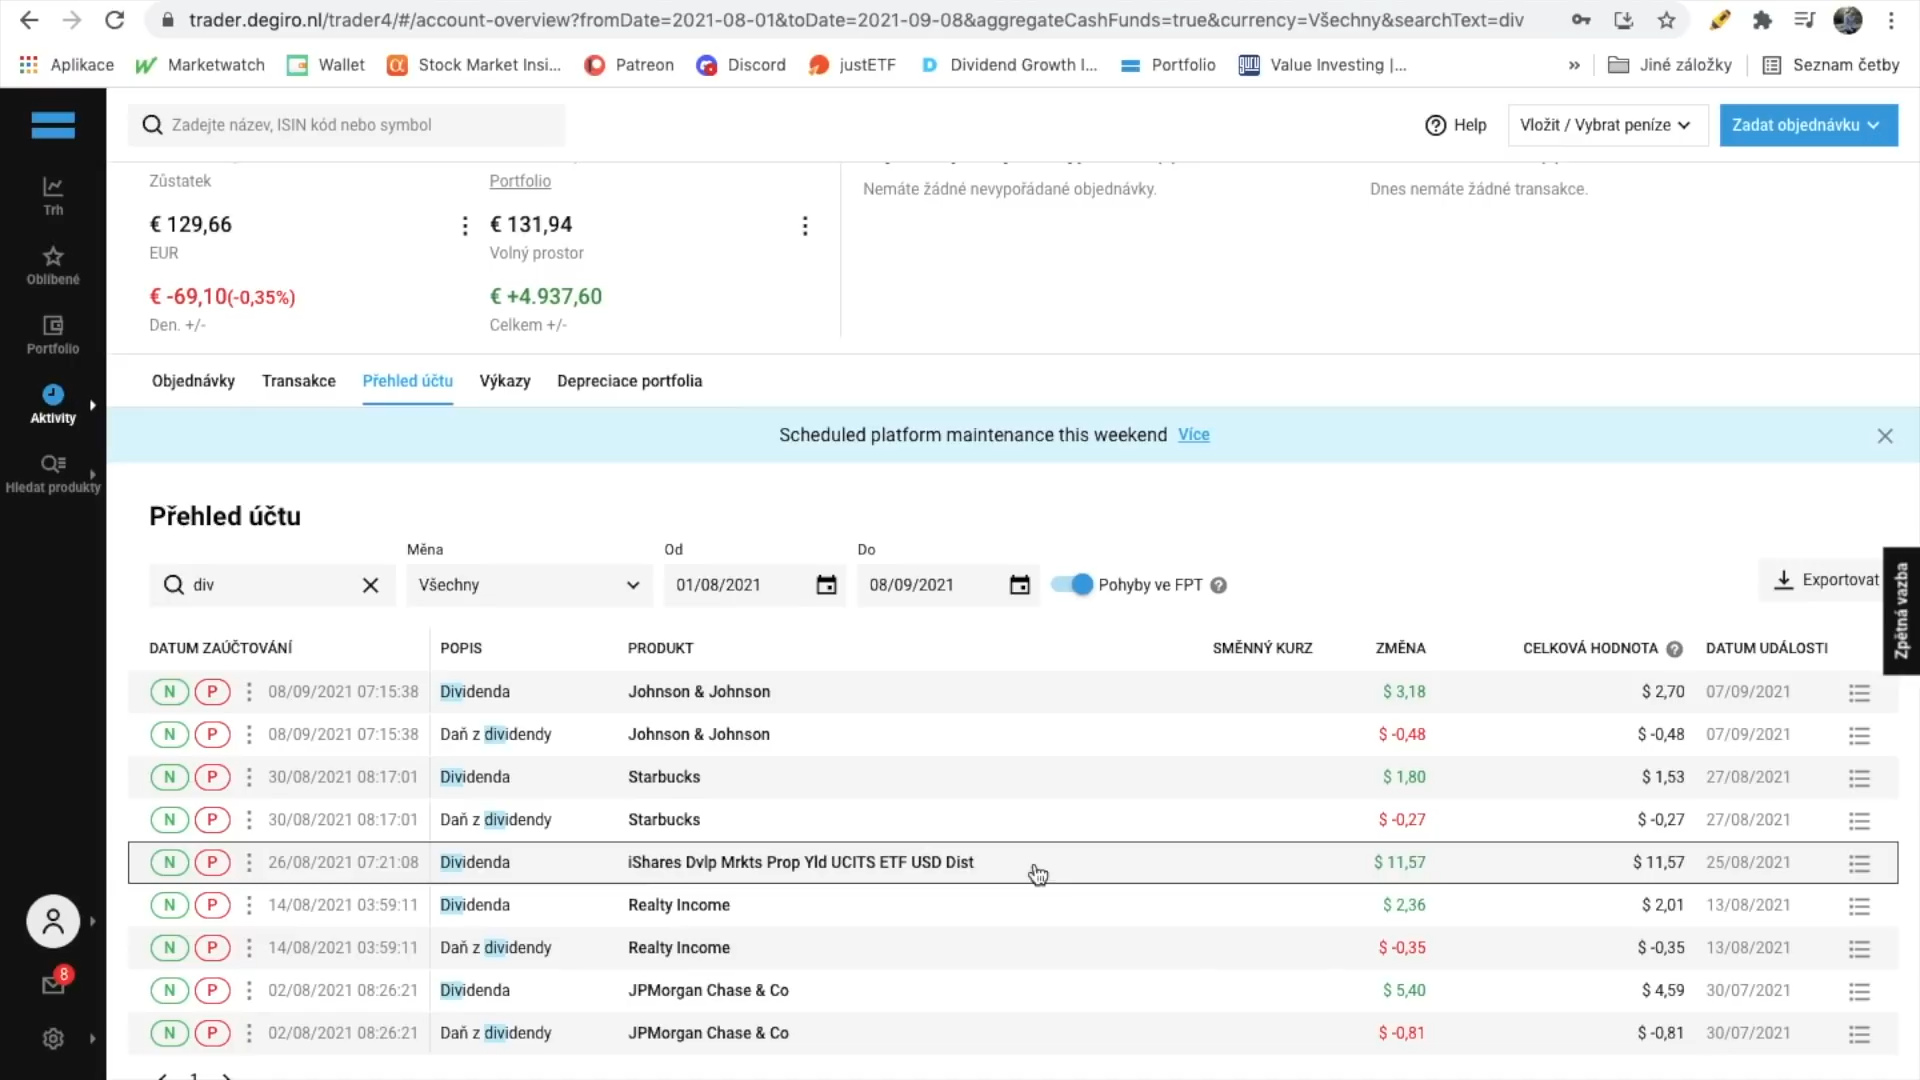 trader.degiro.nl/trader4/#/account-overview?fromDate=2021-08-01&toDate=2021-09-08&aggregateCashFunds=true&currency=Všechny&searchText=div
Aplikace Marketwatch Wallet Stock Market Insi... Patreon Discord justETF Dividend Growth I... Portfolio Value Investing |... » Jiné záložky Seznam četby
Zadejte název, ISIN kód nebo symbol Help Vložit / Vybrat peníze Zadat objednávku
Trh
Oblíbené
Portfolio
Aktivity
Hledat produkty
8
Zůstatek Portfolio Nemáte žádné nevypořádané objednávky. Dnes nemáte žádné transakce.
€ 129,66 € 131,94
EUR Volný prostor
€ -69,10(-0,35%) € +4.937,60
Den. +/- Celkem +/-
Objednávky Transakce Přehled účtu Výkazy Depreciace portfolia
Scheduled platform maintenance this weekend Více
Přehled účtu
Měna Od Do
div Všechny 01/08/2021 08/09/2021 Pohyby ve FPT Exportovat
Zpětná vazba
DATUM ZAÚČTOVÁNÍ POPIS PRODUKT SMĚNNÝ KURZ ZMĚNA CELKOVÁ HODNOTA DATUM UDÁLOSTI
N P 08/09/2021 07:15:38 Dividenda Johnson & Johnson $ 3,18 $ 2,70 07/09/2021
N P 08/09/2021 07:15:38 Daň z dividendy Johnson & Johnson $ -0,48 $ -0,48 07/09/2021
N P 30/08/2021 08:17:01 Dividenda Starbucks $ 1,80 $ 1,53 27/08/2021
N P 30/08/2021 08:17:01 Daň z dividendy Starbucks $ -0,27 $ -0,27 27/08/2021
N P 26/08/2021 07:21:08 Dividenda iShares Dvlp Mrkts Prop Yld UCITS ETF USD Dist $ 11,57 $ 11,57 25/08/2021
N P 14/08/2021 03:59:11 Dividenda Realty Income $ 2,36 $ 2,01 13/08/2021
N P 14/08/2021 03:59:11 Daň z dividendy Realty Income $ -0,35 $ -0,35 13/08/2021
N P 02/08/2021 08:26:21 Dividenda JPMorgan Chase & Co $ 5,40 $ 4,59 30/07/2021
N P 02/08/2021 08:26:21 Daň z dividendy JPMorgan Chase & Co $ -0,81 $ -0,81 30/07/2021